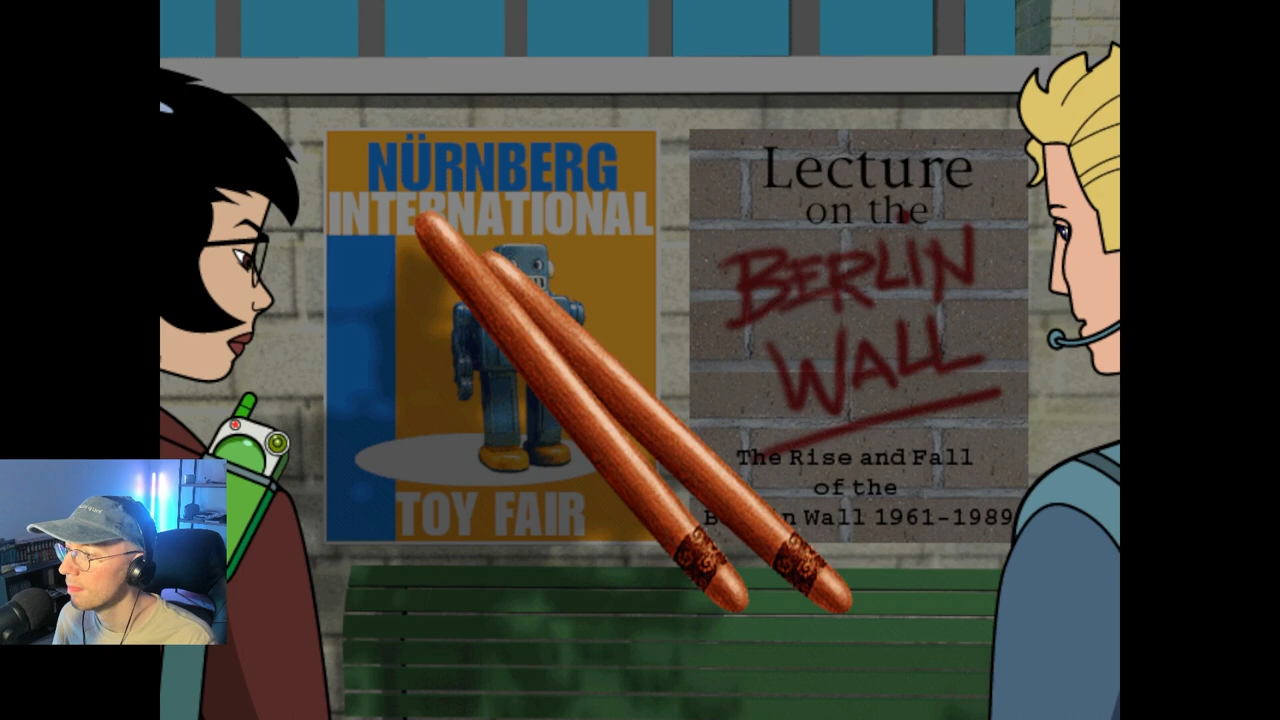 NÜRNBERG
INTERNATIONAL
TOY FAIR
Lecture
on the
BERLIN
WALL
The Rise and Fall
of the
Wall 1961-1989